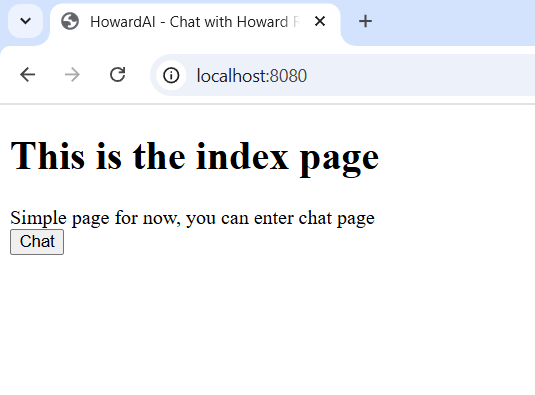 HowardAI - Chat with Howard
localhost:8080
This is the index page
Simple page for now, you can enter chat page
Chat